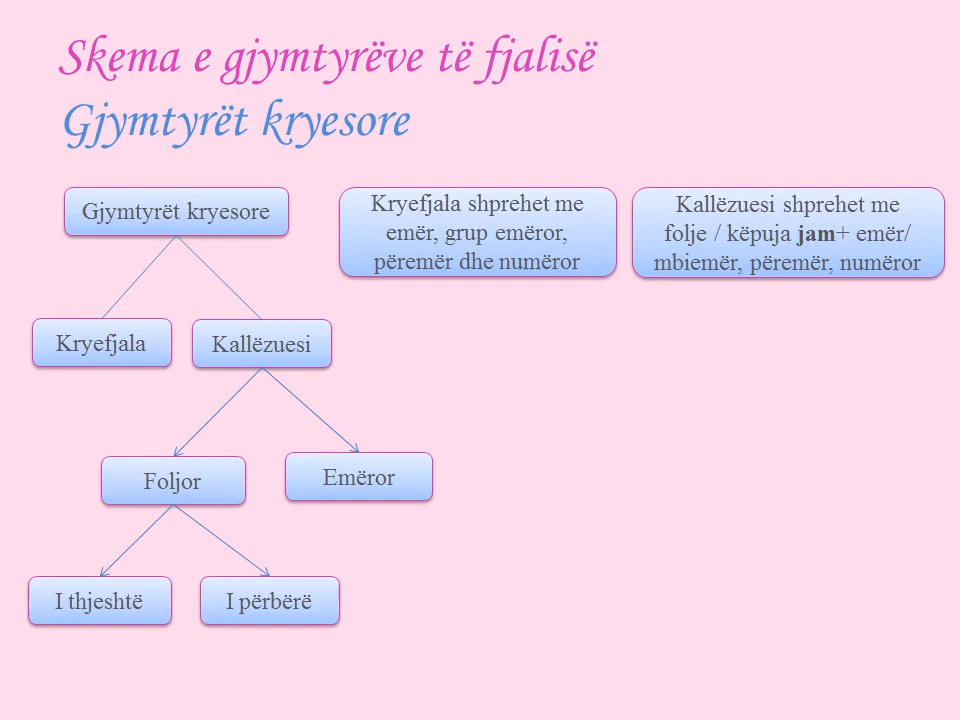 Skema e gjymtyrëve të fjalisë
Gjymtyrët kryesore
Gjymtyrët kryesore
Kryefjala shprehet me
emër, grup emëror,
përemër dhe numëror
Kallëzuesi shprehet me
folje / këpuja jam+ emër/
mbiemër, përemër, numëror
Kryefjala
Kallëzuesi
Foljor
Emëror
I thjeshtë
I përbërë